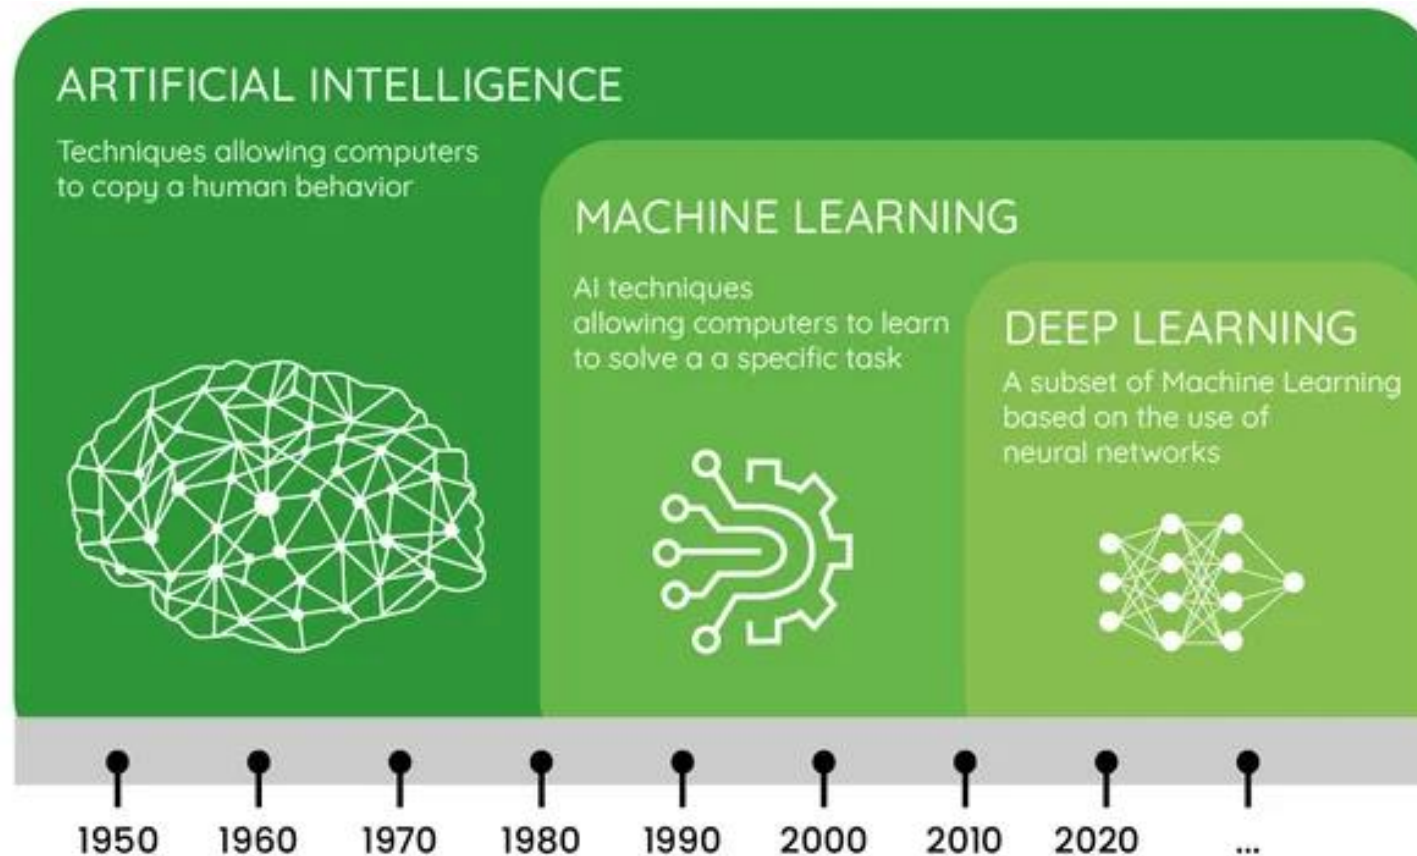 ARTIFICIAL INTELLIGENCE
Techniques allowing computers
to copy a human behavior
MACHINE LEARNING
AI techniques
allowing computers to learn
to solve a a specific task
DEEP LEARNING
A subset of Machine Learning
based on the use of
neural networks
1950 1960 1970 1980 1990 2000 2010 2020 ...